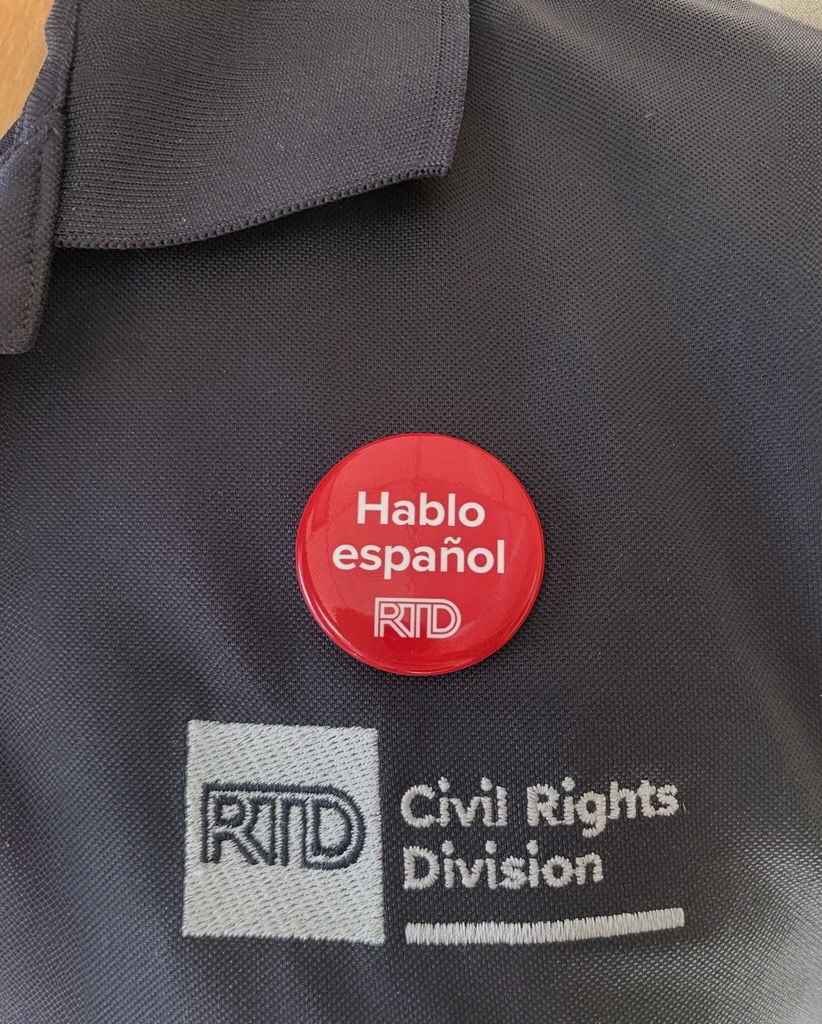 Hablo
español
RTD
RTD
Civil Rights
Division